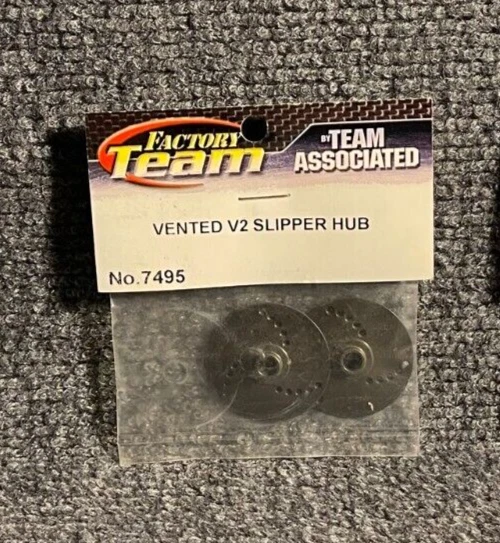 FACTORY
Team
BY TEAM
ASSOCIATED
VENTED V2 SLIPPER HUB
No.7495